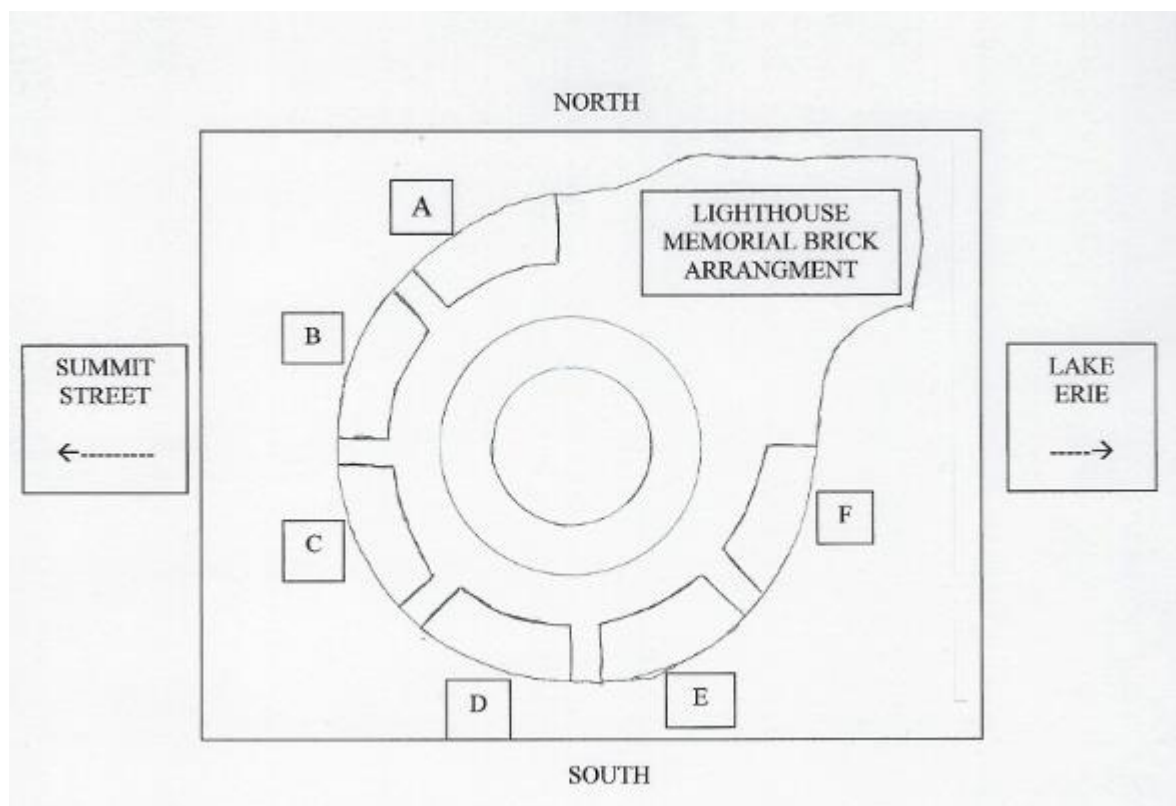 NORTH
A
LIGHTHOUSE
MEMORIAL BRICK
ARRANGMENT
B
SUMMIT
STREET
←---------
LAKE
ERIE
-----→
C
F
D
E
SOUTH